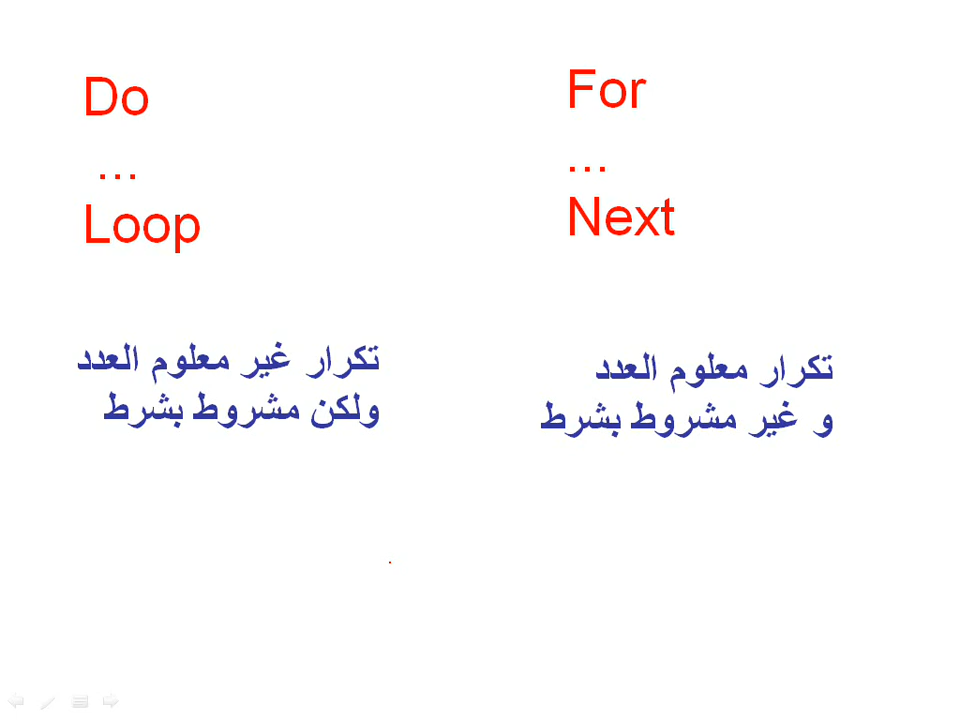 Do
...
Loop
تكرار غير معلوم العدد
ولكن مشروط بشرط
For
...
Next
تكرار معلوم العدد
و غير مشروط بشرط